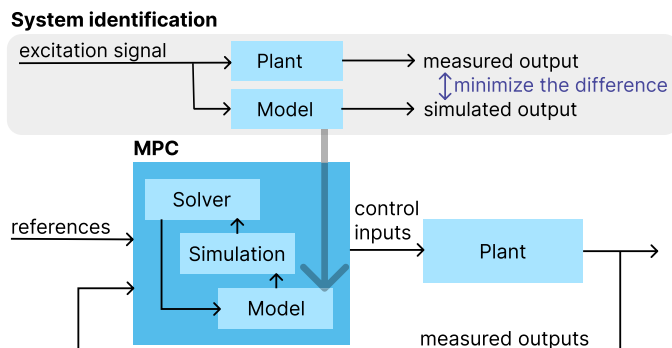 System identification
excitation signal
Plant
measured output
minimize the difference
Model
simulated output
MPC
Solver
references
control
inputs
Simulation
Plant
Model
measured outputs